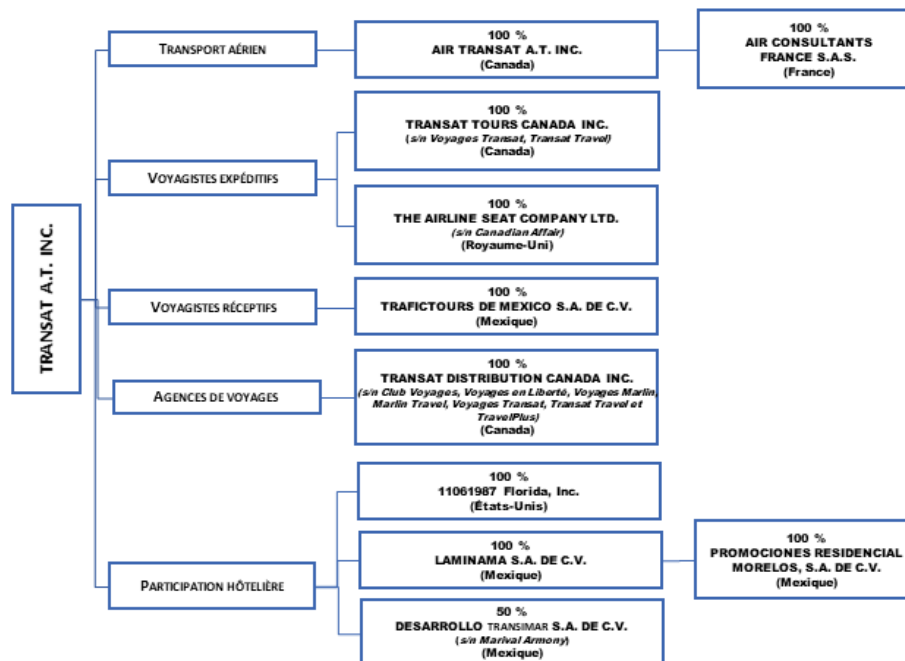 TRANSAT A.T. INC.
TRANSPORT AÉRIEN
100 %
AIR TRANSAT A.T. INC.
(Canada)
100 %
AIR CONSULTANTS
FRANCE S.A.S.
(France)
VOYAGISTES EXPÉDITIFS
100 %
TRANSAT TOURS CANADA INC.
(s/n Voyages Transat, Transat Travel)
(Canada)
100 %
THE AIRLINE SEAT COMPANY LTD.
(s/n Canadian Affair)
(Royaume-Uni)
VOYAGISTES RÉCEPTIFS
100 %
TRAFICTOURS DE MEXICO S.A. DE C.V.
(Mexique)
AGENCES DE VOYAGES
100 %
TRANSAT DISTRIBUTION CANADA INC.
(s/n Club Voyages, Voyages en Liberté, Voyages Marlin,
Marlin Travel, Voyages Transat, Transat Travel et
TravelPlus)
(Canada)
PARTICIPATION HÔTELIÈRE
100 %
11061987 Florida, Inc.
(États-Unis)
100 %
LAMINAMA S.A. DE C.V.
(Mexique)
100 %
PROMOCIONES RESIDENCIAL
MORELOS, S.A. DE C.V.
(Mexique)
50 %
DESARROLLO TRANSIMAR S.A. DE C.V.
(s/n Marival Armony)
(Mexique)